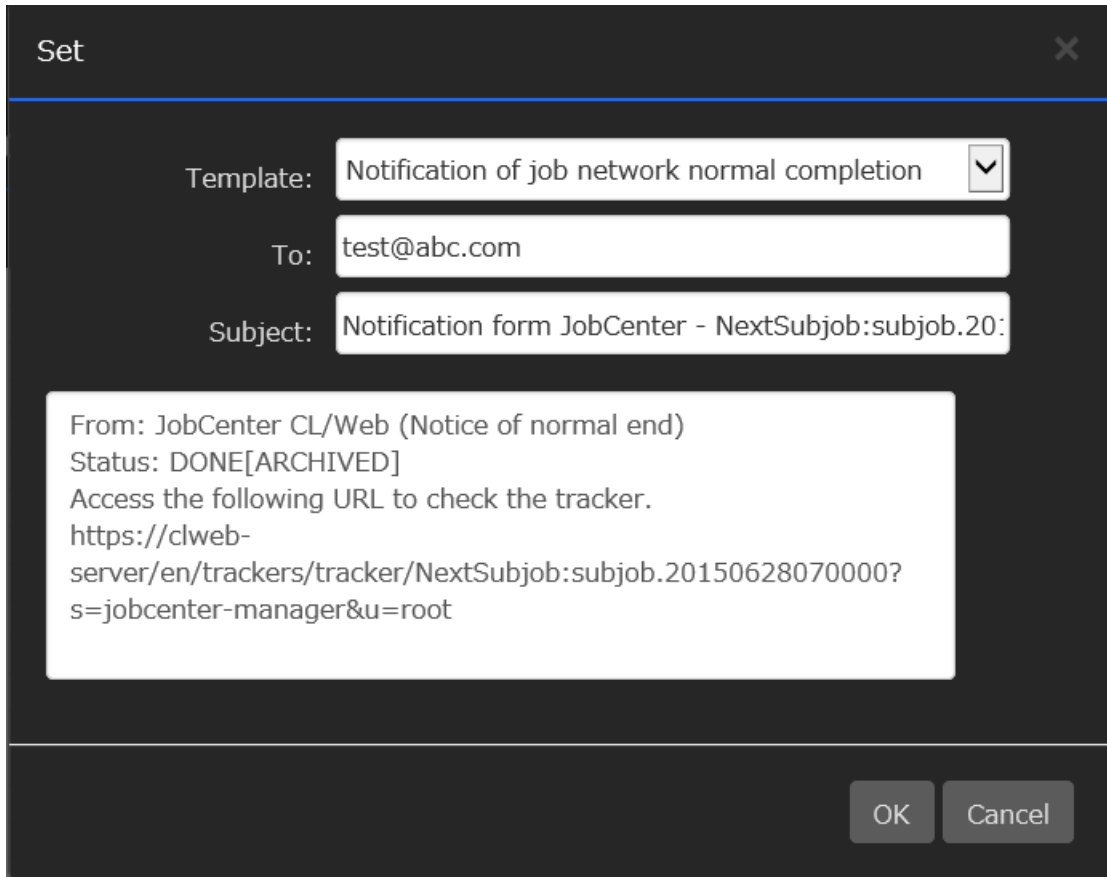 Set
Template: Notification of job network normal completion
To: test@abc.com
Subject: Notification form JobCenter - NextSubjob:subjob.201
From: JobCenter CL/Web (Notice of normal end)
Status: DONE[ARCHIVED]
Access the following URL to check the tracker.
https://clweb-
server/en/trackers/tracker/NextSubjob:subjob.20150628070000?
s=jobcenter-manager&u=root
OK Cancel